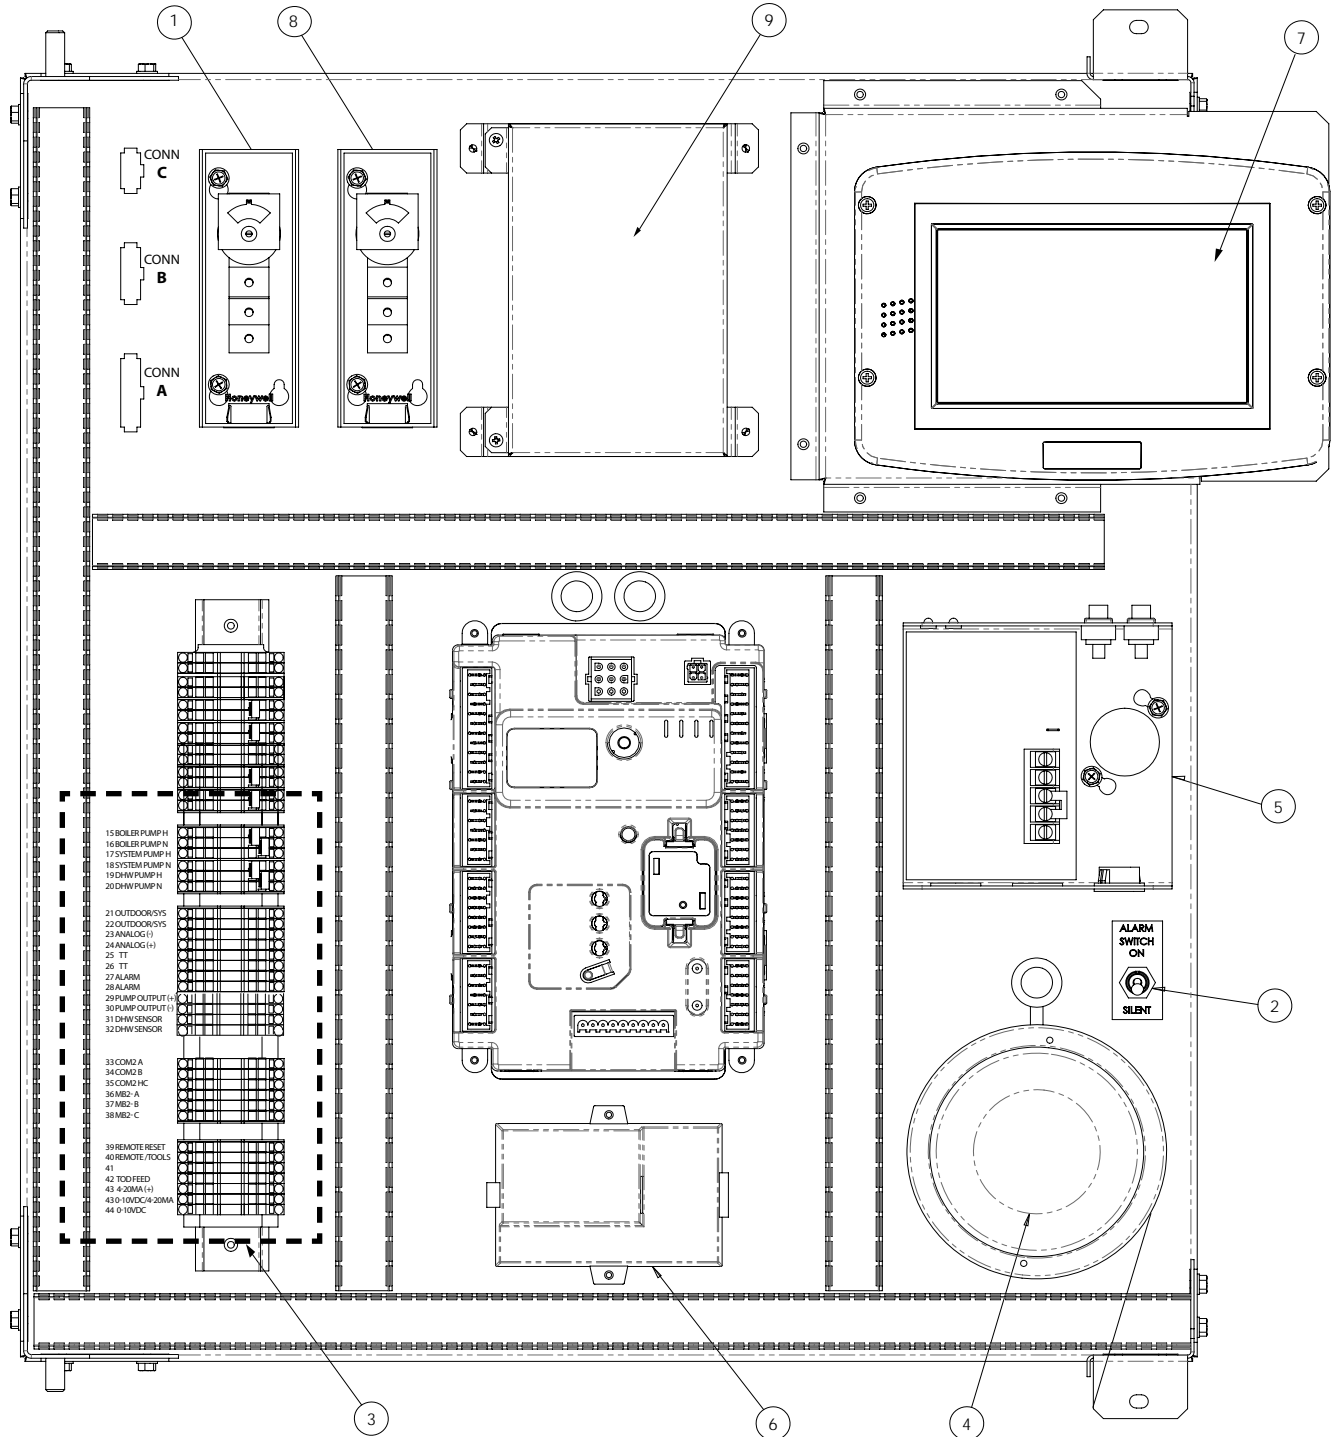 1
8
9
7
CONN
C
CONN
B
CONN
A
Honeywell
Honeywell
15 BOILER PUMP H
16 BOILER PUMP N
17 SYSTEM PUMP H
18 SYSTEM PUMP N
19 DHW PUMP H
20 DHW PUMP N
21 OUTDOOR/SYS
22 OUTDOOR/SYS
23 ANALOG (-)
24 ANALOG (+)
25 TT
26 TT
27 ALARM
28 ALARM
29 PUMP OUTPUT (+)
30 PUMP OUTPUT (-)
31 DHW SENSOR
32 DHW SENSOR
33 COM2 A
34 COM2 B
35 COM2 HC
36 MB2- A
37 MB2- B
38 MB2- C
39 REMOTE RESET
40 REMOTE /TOOLS
41
42 TOD FEED
43 4-20MA (+)
43 0-10VDC/4-20MA
44 0-10VDC
5
ALARM
SWITCH
ON
SILENT
2
3
6
4